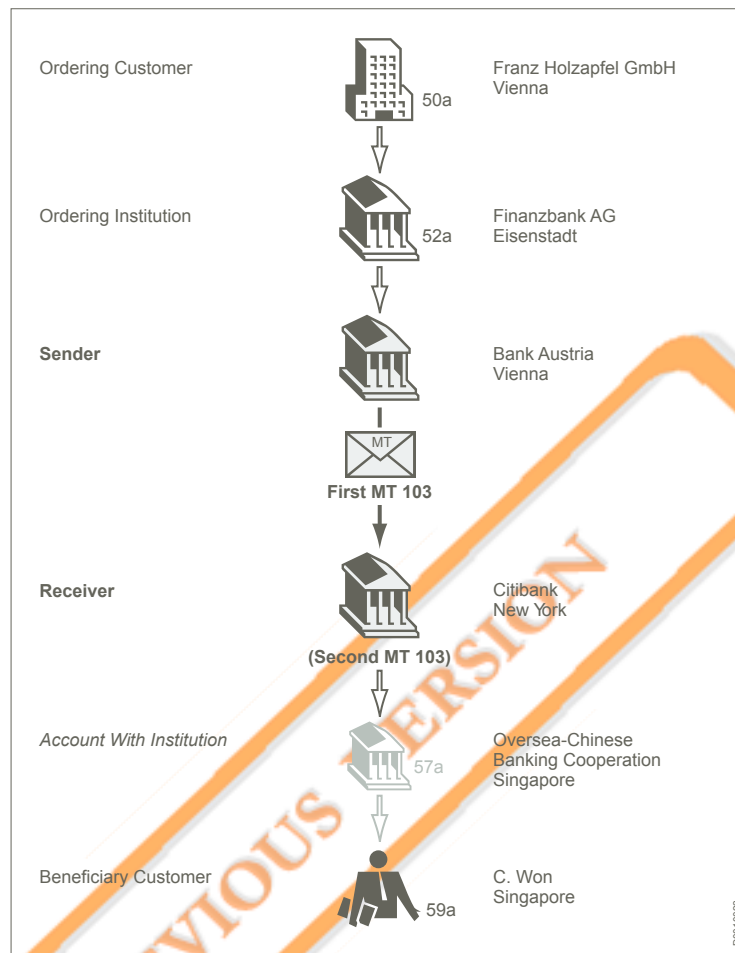 Ordering Customer
50a
Franz Holzapfel GmbH
Vienna
Ordering Institution
52a
Finanzbank AG
Eisenstadt
Sender
Bank Austria
Vienna
MT
First MT 103
Receiver
Citibank
New York
(Second MT 103)
Account With Institution
57a
Oversea-Chinese
Banking Cooperation
Singapore
Beneficiary Customer
59a
C. Won
Singapore
VIOUS VERSION